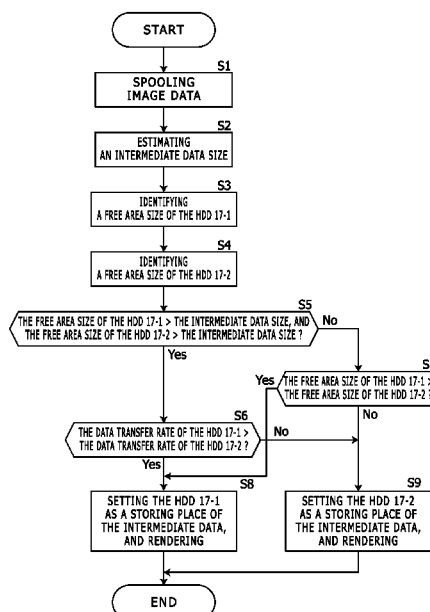 START
S1
SPOOLING
IMAGE DATA
S2
ESTIMATING
AN INTERMEDIATE DATA SIZE
S3
IDENTIFYING
A FREE AREA SIZE OF THE HDD 17-1
S4
IDENTIFYING
A FREE AREA SIZE OF THE HDD 17-2
S5
THE FREE AREA SIZE OF THE HDD 17-1 > THE INTERMEDIATE DATA SIZE, AND
THE FREE AREA SIZE OF THE HDD 17-2 > THE INTERMEDIATE DATA SIZE ?
No
Yes
S
Yes
THE FREE AREA SIZE OF THE HDD 17-1 >
THE FREE AREA SIZE OF THE HDD 17-2 ?
No
S6
THE DATA TRANSFER RATE OF THE HDD 17-1 >
THE DATA TRANSFER RATE OF THE HDD 17-2 ?
No
Yes
S8
SETTING THE HDD 17-1
AS A STORING PLACE OF
THE INTERMEDIATE DATA,
AND RENDERING
S9
SETTING THE HDD 17-2
AS A STORING PLACE OF
THE INTERMEDIATE DATA,
AND RENDERING
END